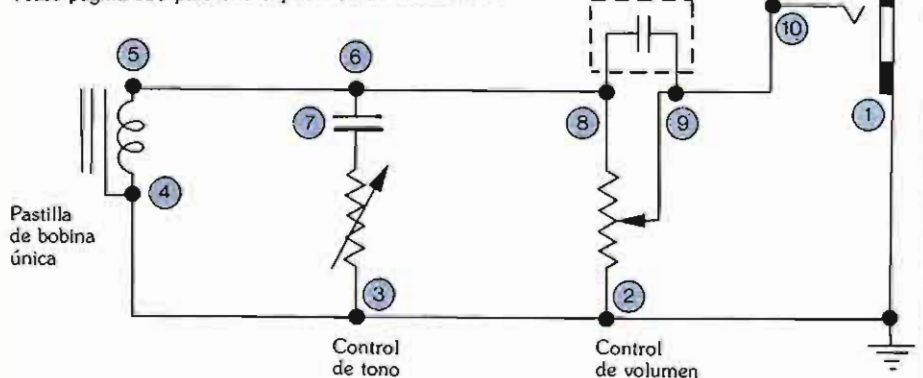 10
5
6
7
8
9
1
4
Pastilla
de bobina
única
3
2
Control
de tono
Control
de volumen